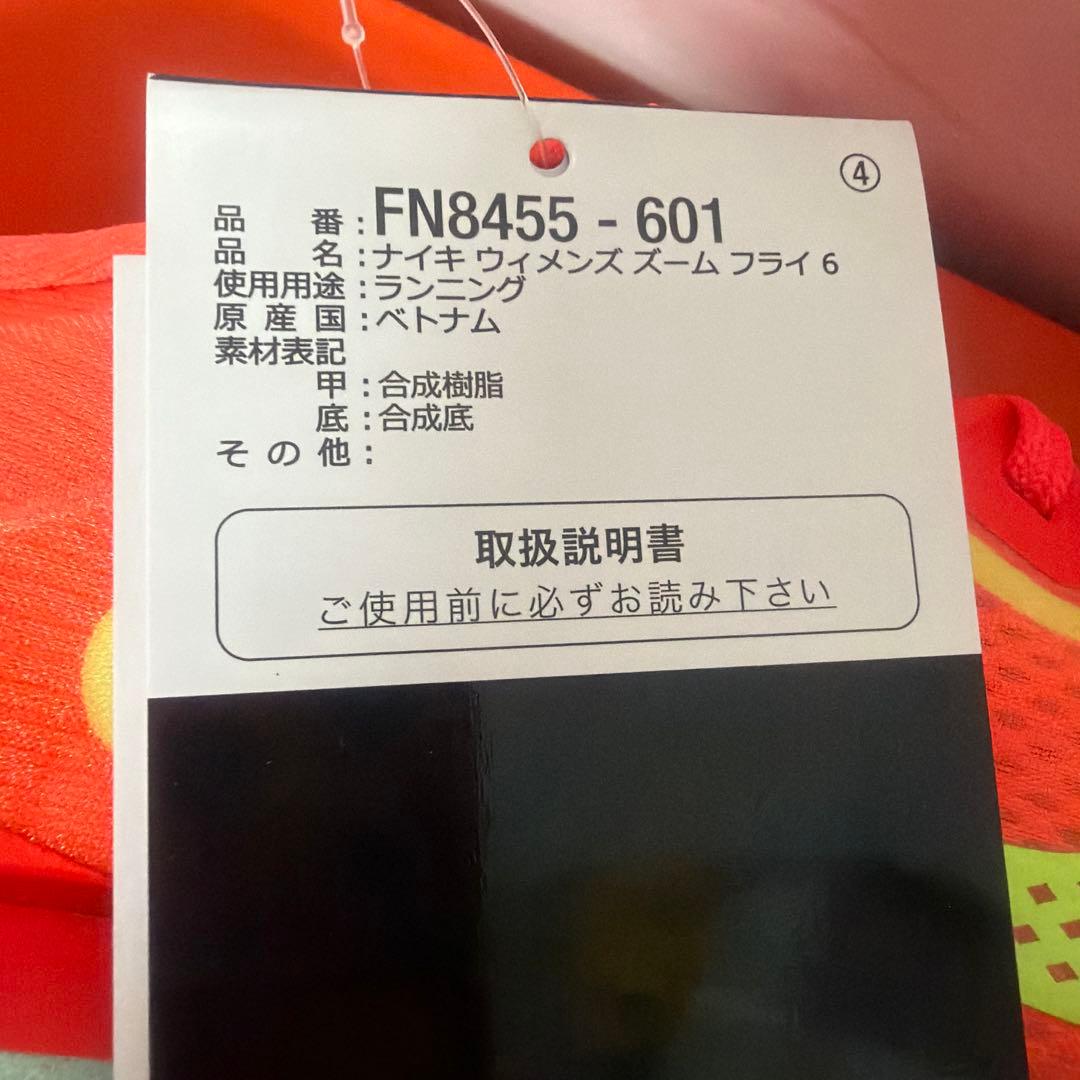 ④
品番:FN8455 - 601
品名:ナイキ ウィメンズ ズーム フライ 6
使用用途:ランニング
原産国:ベトナム
素材表記
甲:合成樹脂
底:合成底
その他:
取扱説明書
ご使用前に必ずお読み下さい